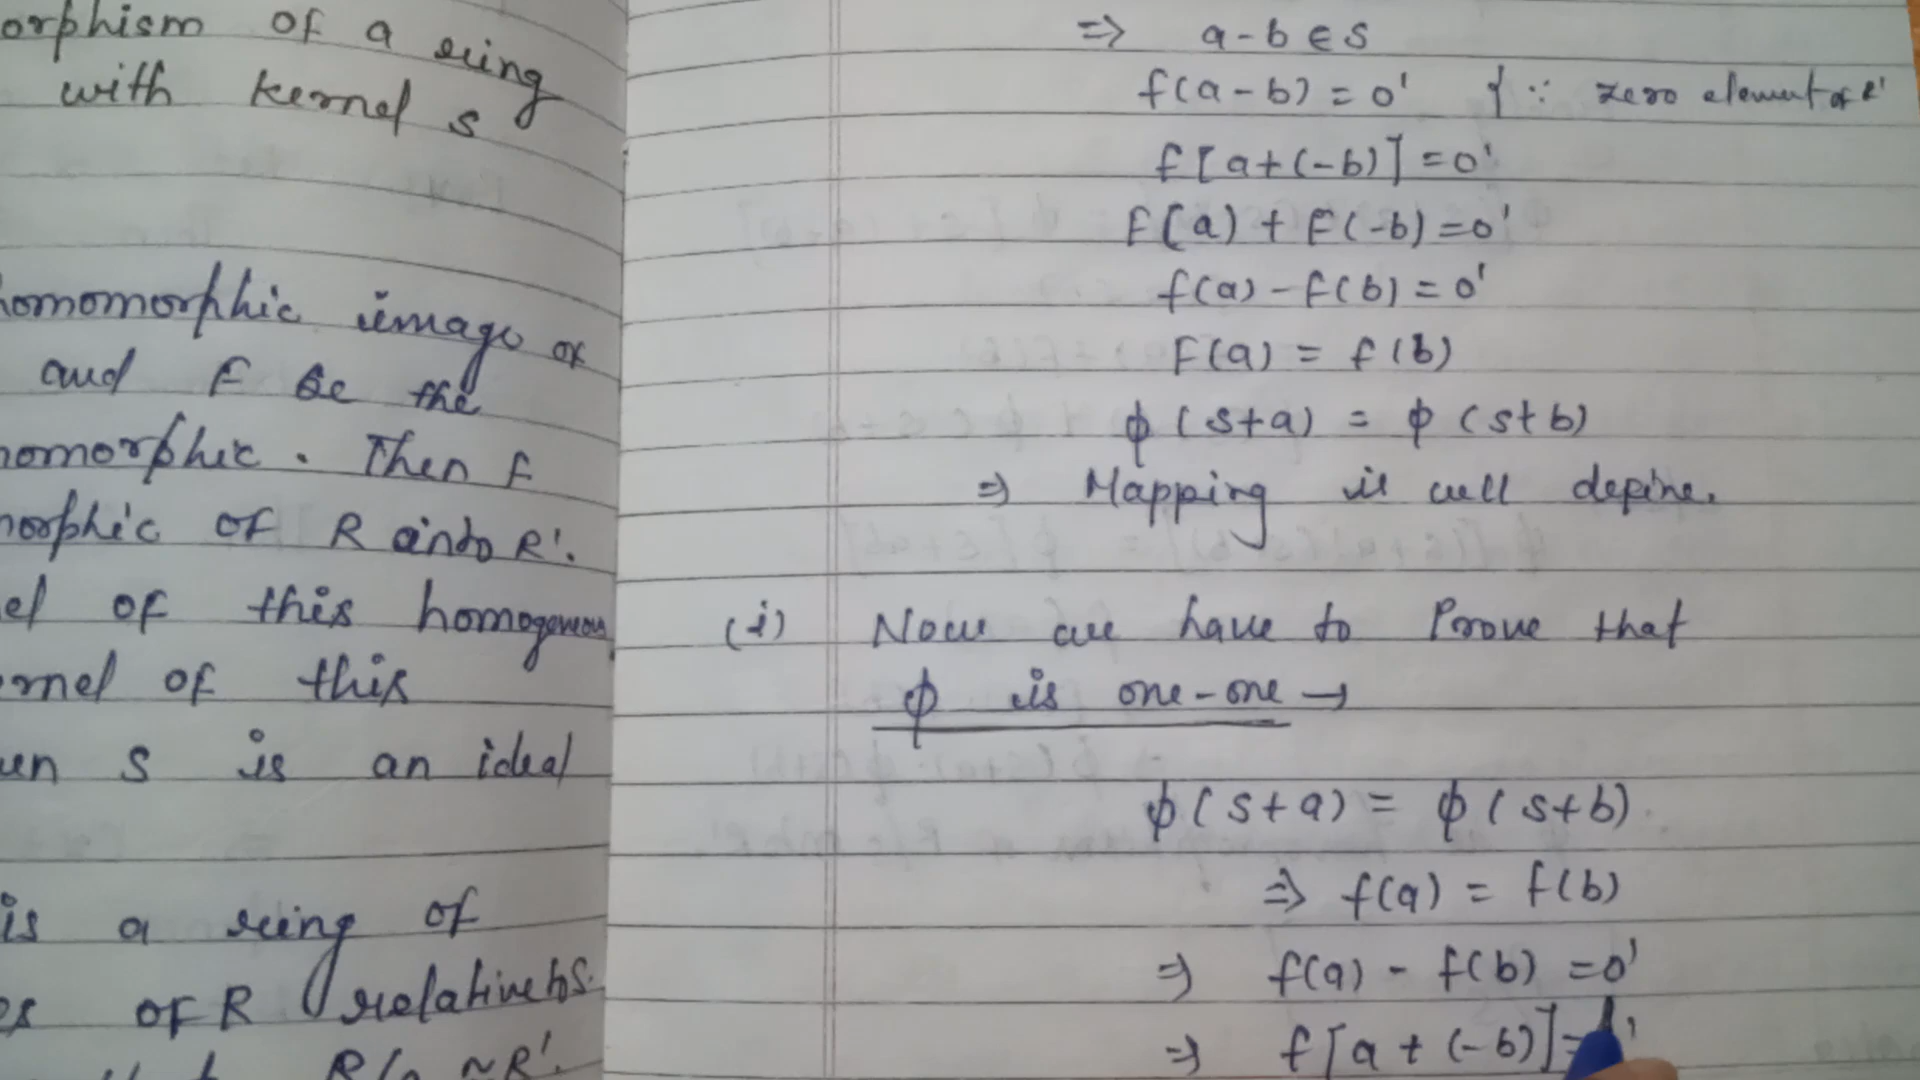 orphism of a ring
with kernel s
homomorphic image of
and F be the
nomorphic. Then f
morphic of R into R'.
el of this homogeneous
rnel of this
en S is an ideal
is a ring of
es of R relative to S.
R/s ≃ R'.
=> a-b ∈ s
f(a-b) = 0' {∵ zero element of R'
f[a+(-b)] = 0'
F(a) + F(-b) = 0'
f(a) - f(b) = 0'
F(a) = f(b)
ϕ(s+a) = ϕ(s+b)
=> Mapping is well define.
(i) Now we have to Prove that
ϕ is one-one →
ϕ(s+a) = ϕ(s+b).
=> f(a) = f(b)
=> f(a) - f(b) = 0'
=> f[a+(-b)] = '